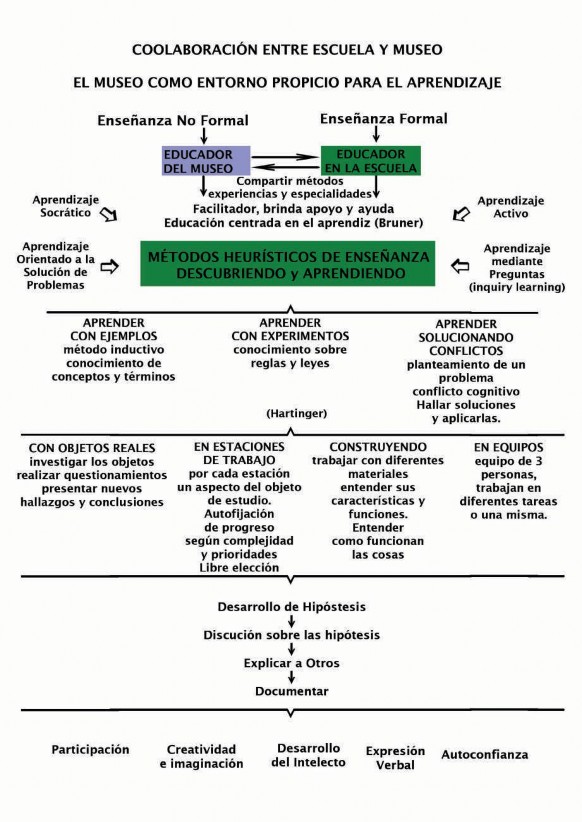 COOLABORACIÓN ENTRE ESCUELA Y MUSEO
EL MUSEO COMO ENTORNO PROPICIO PARA EL APRENDIZAJE
Enseñanza No Formal
Enseñanza Formal
EDUCADOR
DEL MUSEO
EDUCADOR
EN LA ESCUELA
Compartir métodos
experiencias y especialidades
Facilitador, brinda apoyo y ayuda
Educación centrada en el aprendiz (Bruner)
Aprendizaje
Socrático
Aprendizaje
Activo
Aprendizaje
Orientado a la
Solución de
Problemas
MÉTODOS HEURÍSTICOS DE ENSEÑANZA
DESCUBRIENDO y APRENDIENDO
Aprendizaje
mediante
Preguntas
(inquiry learning)
APRENDER
CON EJEMPLOS
método inductivo
conocimiento de
conceptos y términos
APRENDER
CON EXPERIMENTOS
conocimiento sobre
reglas y leyes
APRENDER
SOLUCIONANDO
CONFLICTOS
planteamiento de un
problema
conflicto cognitivo
Hallar soluciones
y aplicarlas.
(Hartinger)
CON OBJETOS REALES
investigar los objetos
realizar questionamientos
presentar nuevos
hallazgos y conclusiones
EN ESTACIONES
DE TRABAJO
por cada estación
un aspecto del objeto
de estudio.
Autofijación
de progreso
según complejidad
y prioridades
Libre elección
CONSTRUYENDO
trabajar con diferentes
materiales
entender sus
características y
funciones.
Entender
como funcionan
las cosas
EN EQUIPOS
equipo de 3
personas,
trabajan en
diferentes tareas
o una misma.
Desarrollo de Hipóstesis
Discución sobre las hipótesis
Explicar a Otros
Documentar
Participación
Creatividad
e imaginación
Desarrollo
del Intelecto
Expresión
Verbal
Autoconfianza